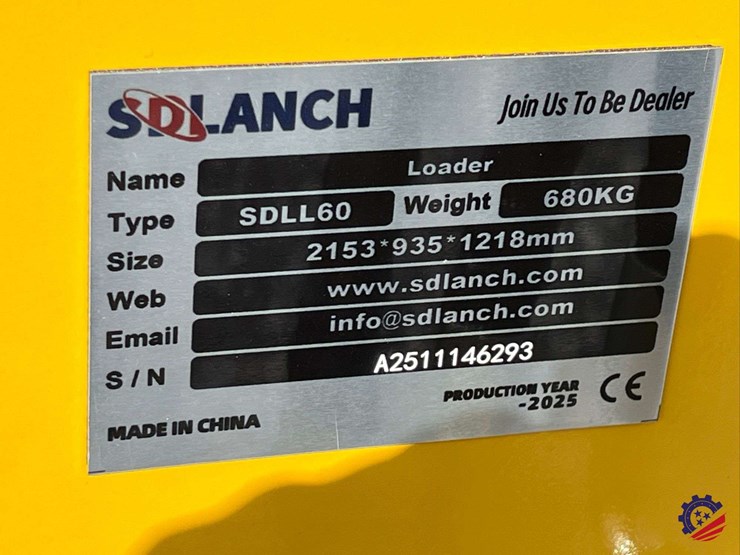 SDLANCH Join Us To Be Dealer
Name Loader
Type SDLL60 Weight 680KG
Size 2153*935*1218mm
Web www.sdlanch.com
Email info@sdlanch.com
S/N A2511146293
PRODUCTION YEAR
-2025 CE
MADE IN CHINA